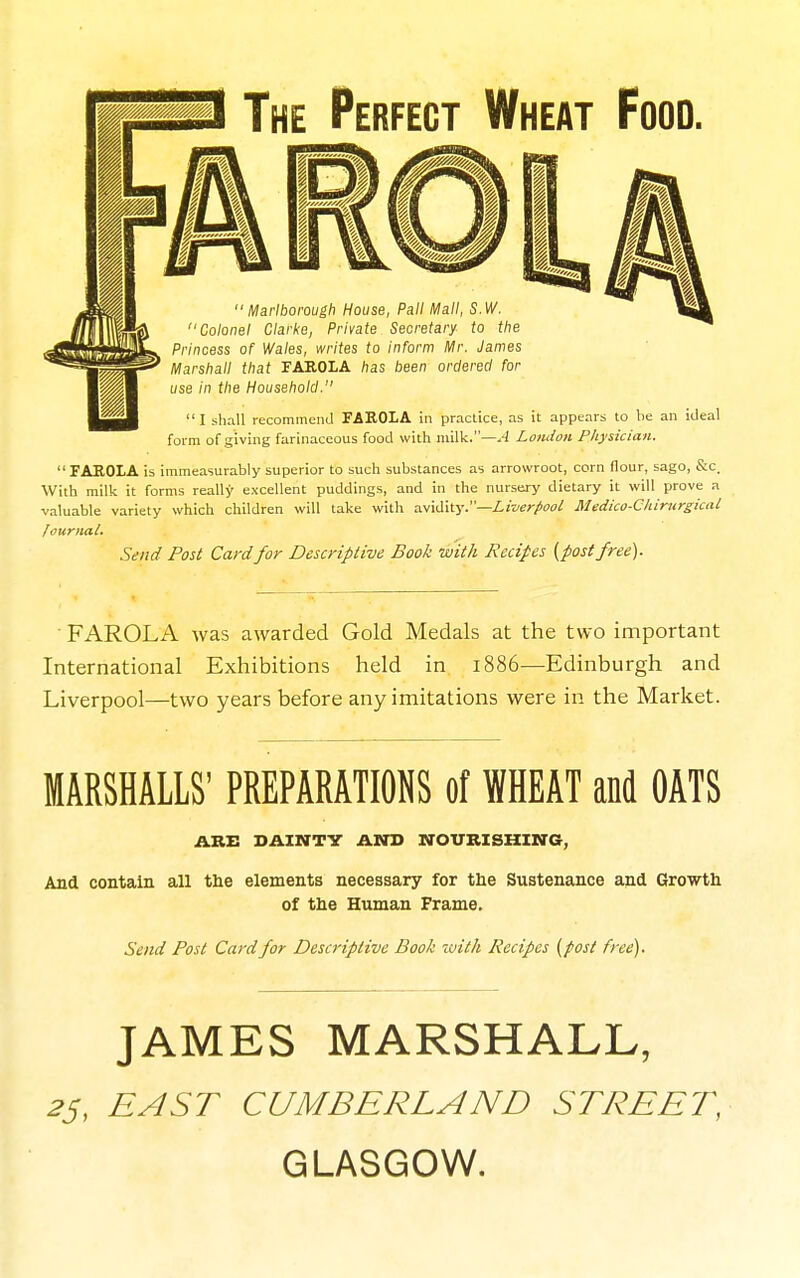 THE PERFECT WHEAT FOOD.
FAROLA
"Marlborough House, Pall Mall, S.W.
"Colonel Clarke, Private Secretary to the
Princess of Wales, writes to inform Mr. James
Marshall that FAROLA has been ordered for
use in the Household."
"I shall recommend FAROLA in practice, as it appears to be an ideal
form of giving farinaceous food with milk."—A London Physician.
"FAROLA is immeasurably superior to such substances as arrowroot, corn flour, sago, &c.
With milk it forms really excellent puddings, and in the nursery dietary it will prove a
valuable variety which children will take with avidity."—Liverpool Medico-Chirurgical
Journal.
Send Post Card for Descriptive Book with Recipes (post free).
FAROLA was awarded Gold Medals at the two important
International Exhibitions held in 1886—Edinburgh and
Liverpool—two years before any imitations were in the Market.
MARSHALLS' PREPARATIONS of WHEAT and OATS
ARE DAINTY AND NOURISHING,
And contain all the elements necessary for the Sustenance and Growth
of the Human Frame.
Send Post Card for Descriptive Book with Recipes (post free).
JAMES MARSHALL,
25, EAST CUMBERLAND STREET,
GLASGOW.